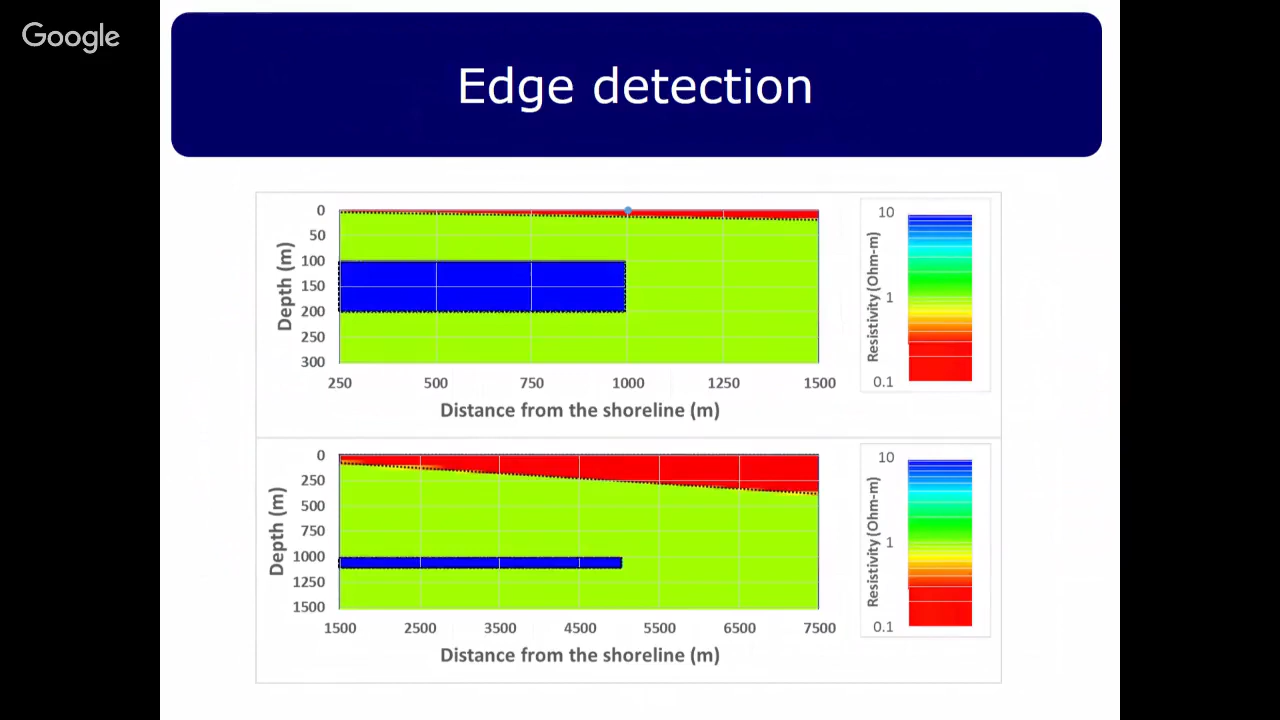 Google
Edge detection
0
50
100
150
200
250
300
Depth (m)
250 500 750 1000 1250 1500
Distance from the shoreline (m)
10
1
0.1
Resistivity (Ohm-m)
0
250
500
750
1000
1250
1500
Depth (m)
1500 2500 3500 4500 5500 6500 7500
Distance from the shoreline (m)
10
1
0.1
Resistivity (Ohm-m)